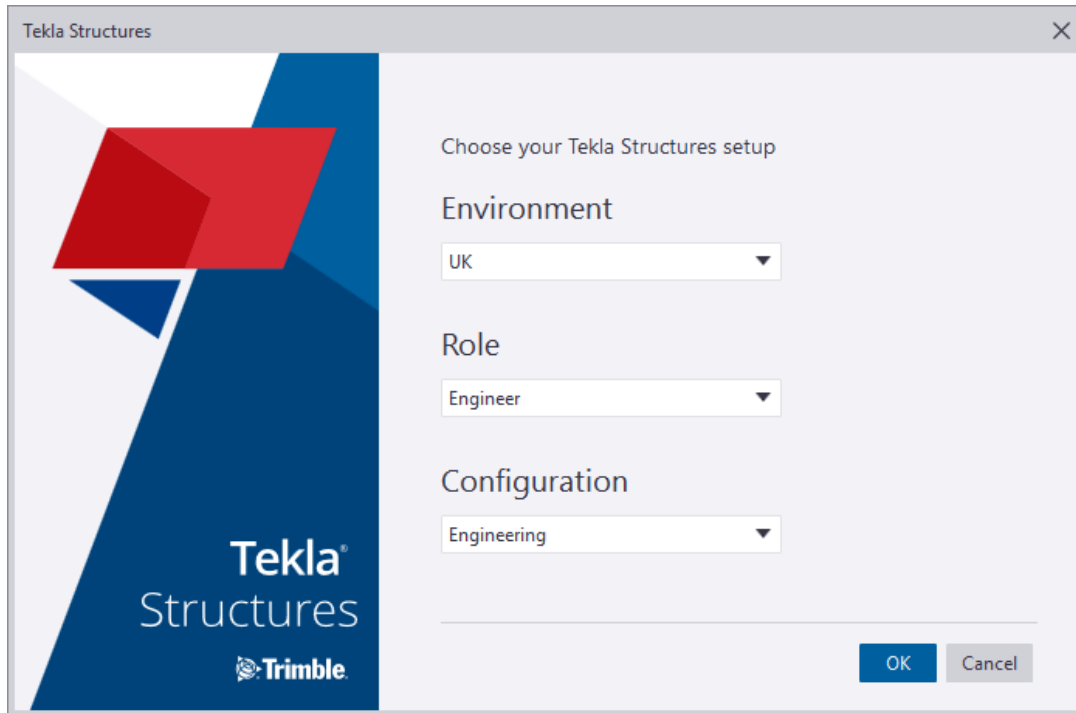 Tekla Structures
Choose your Tekla Structures setup
Environment
UK
Role
Engineer
Configuration
Engineering
Tekla®
Structures
Trimble.
OK
Cancel